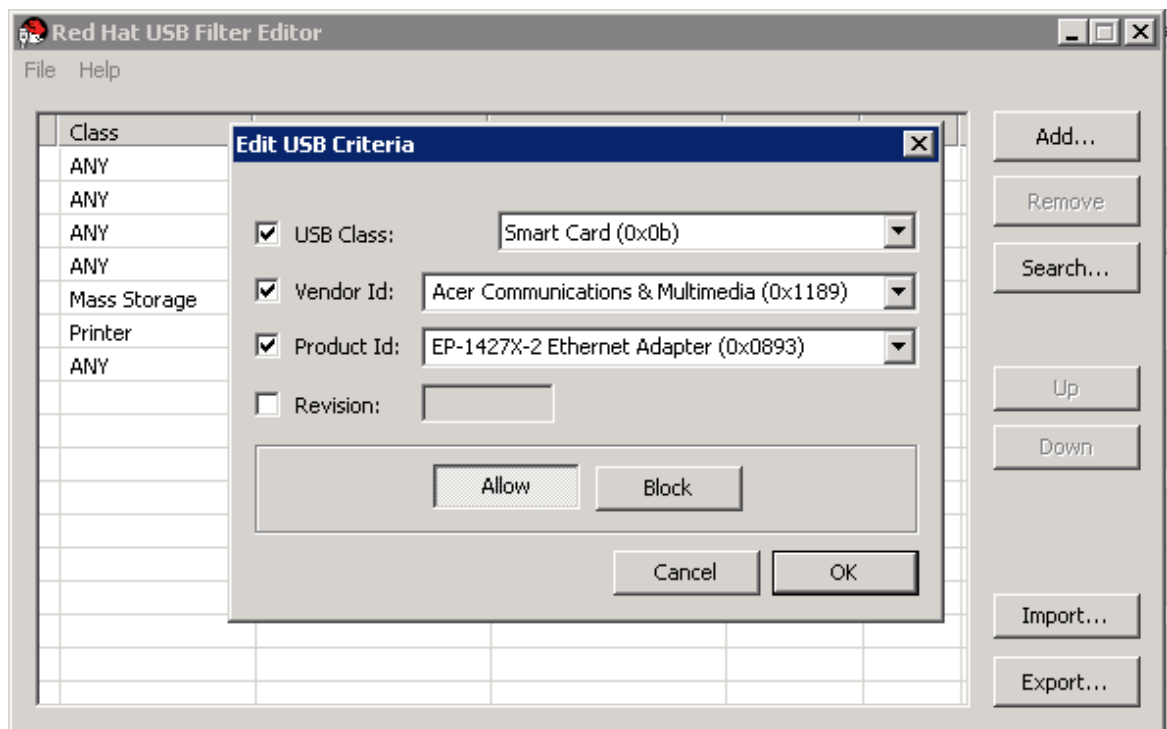 Red Hat USB Filter Editor
File Help
Class
ANY
ANY
ANY
ANY
Mass Storage
Printer
ANY
Edit USB Criteria
USB Class: Smart Card (0x0b)
Vendor Id: Acer Communications & Multimedia (0x1189)
Product Id: EP-1427X-2 Ethernet Adapter (0x0893)
Revision:
Allow Block
Cancel OK
Add...
Remove
Search...
Up
Down
Import...
Export...